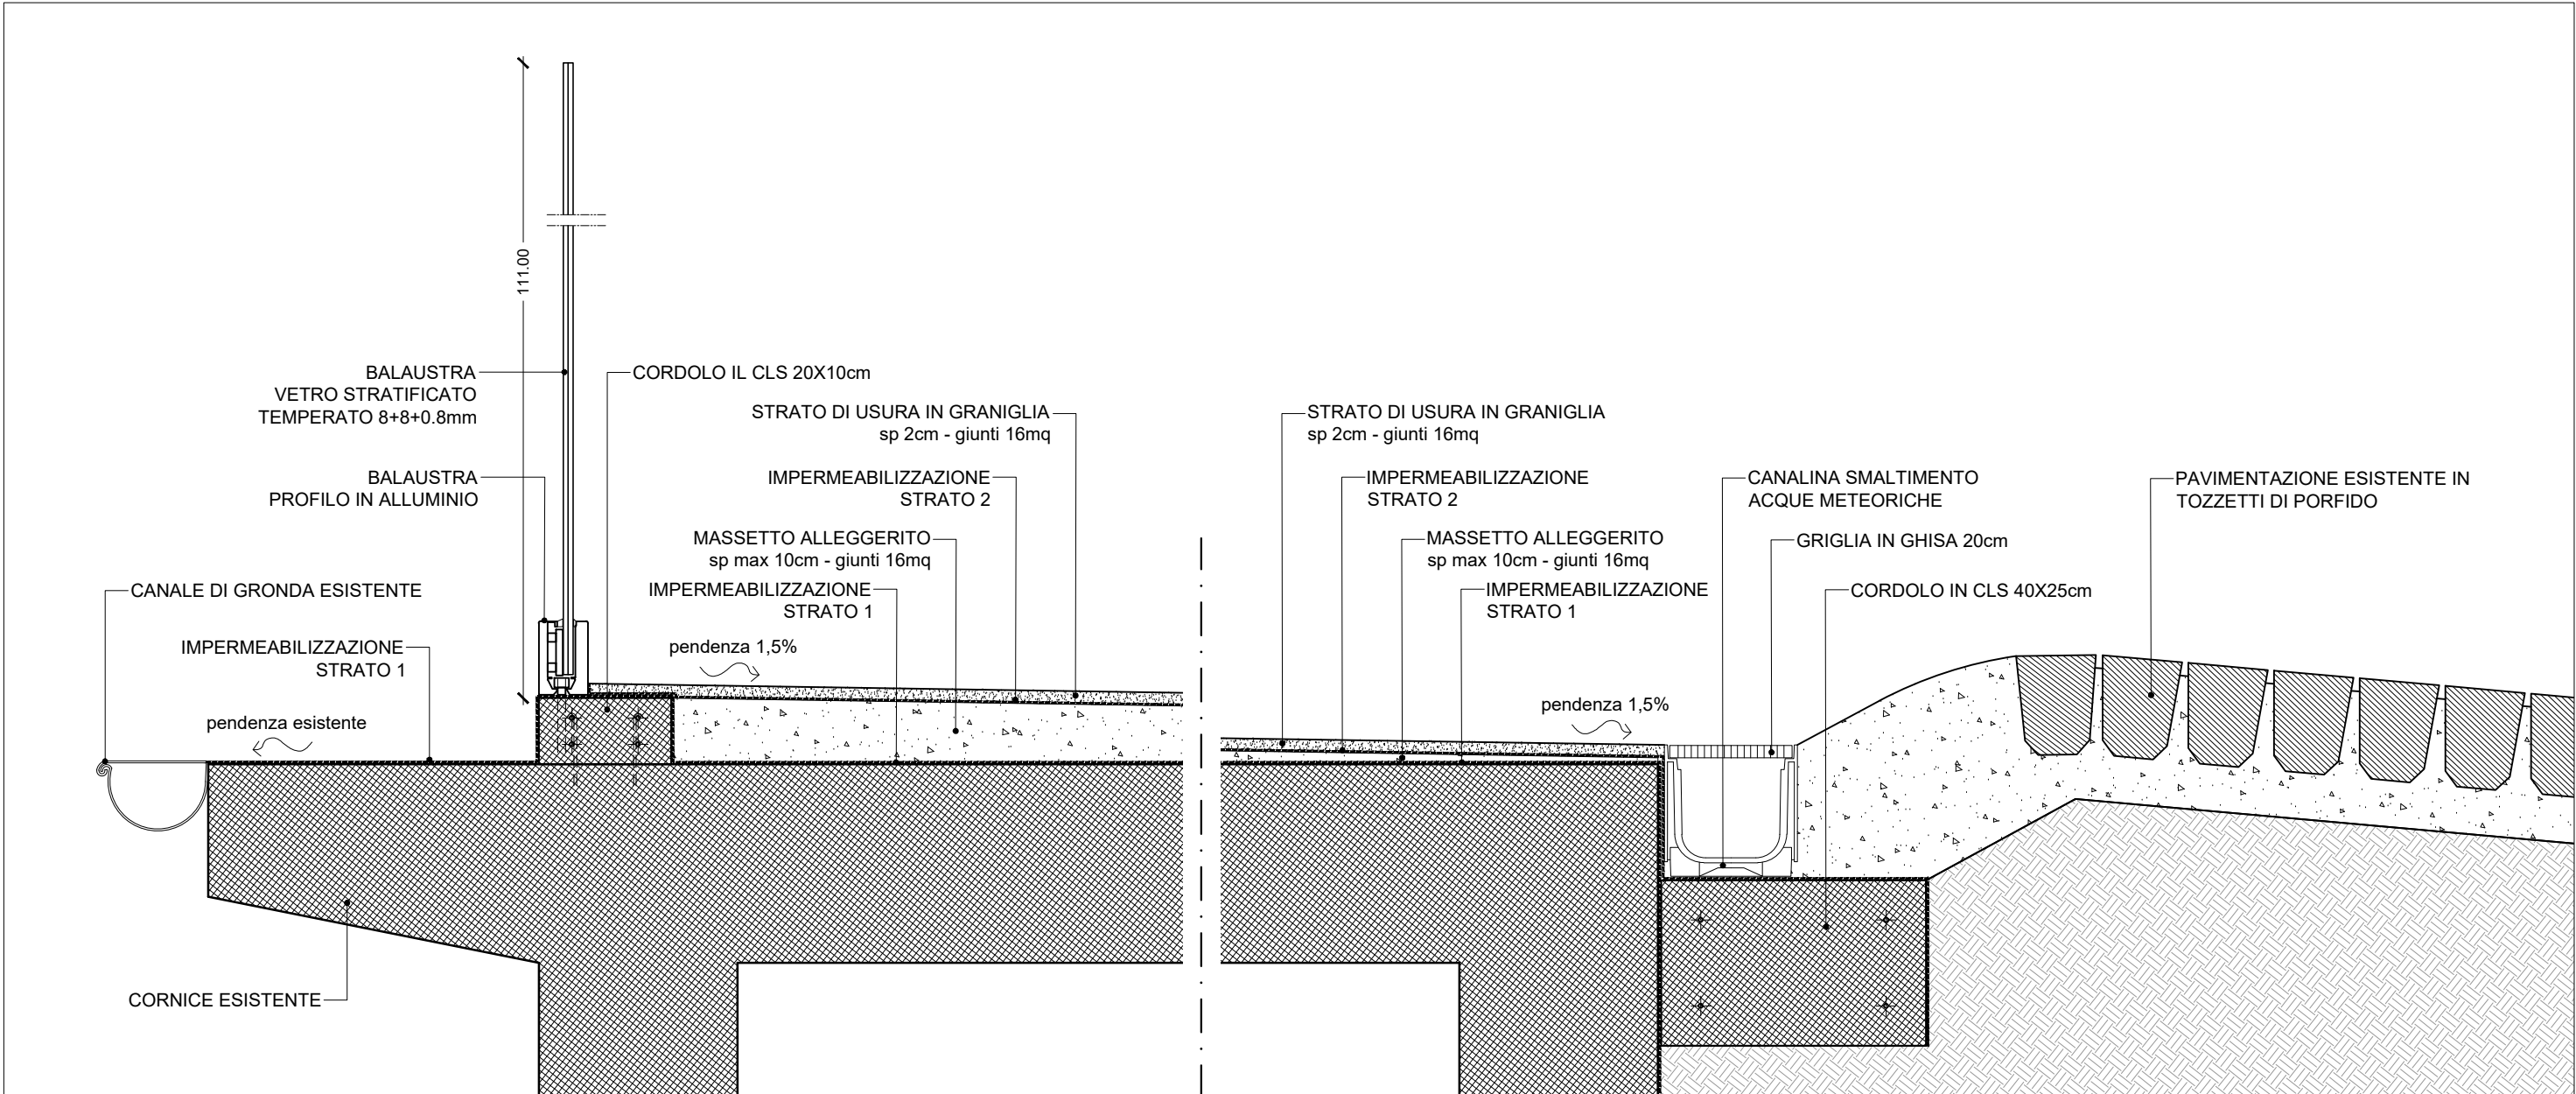 111.00
BALAUSTRA
VETRO STRATIFICATO
TEMPERATO 8+8+0.8mm
BALAUSTRA
PROFILO IN ALLUMINIO
CANALE DI GRONDA ESISTENTE
IMPERMEABILIZZAZIONE
STRATO 1
pendenza esistente
CORNICE ESISTENTE
CORDOLO IL CLS 20X10cm
STRATO DI USURA IN GRANIGLIA
sp 2cm - giunti 16mq
IMPERMEABILIZZAZIONE
STRATO 2
MASSETTO ALLEGGERITO
sp max 10cm - giunti 16mq
IMPERMEABILIZZAZIONE
STRATO 1
pendenza 1,5%
STRATO DI USURA IN GRANIGLIA
sp 2cm - giunti 16mq
IMPERMEABILIZZAZIONE
STRATO 2
MASSETTO ALLEGGERITO
sp max 10cm - giunti 16mq
IMPERMEABILIZZAZIONE
STRATO 1
pendenza 1,5%
CANALINA SMALTIMENTO
ACQUE METEORICHE
GRIGLIA IN GHISA 20cm
CORDOLO IN CLS 40X25cm
PAVIMENTAZIONE ESISTENTE IN
TOZZETTI DI PORFIDO